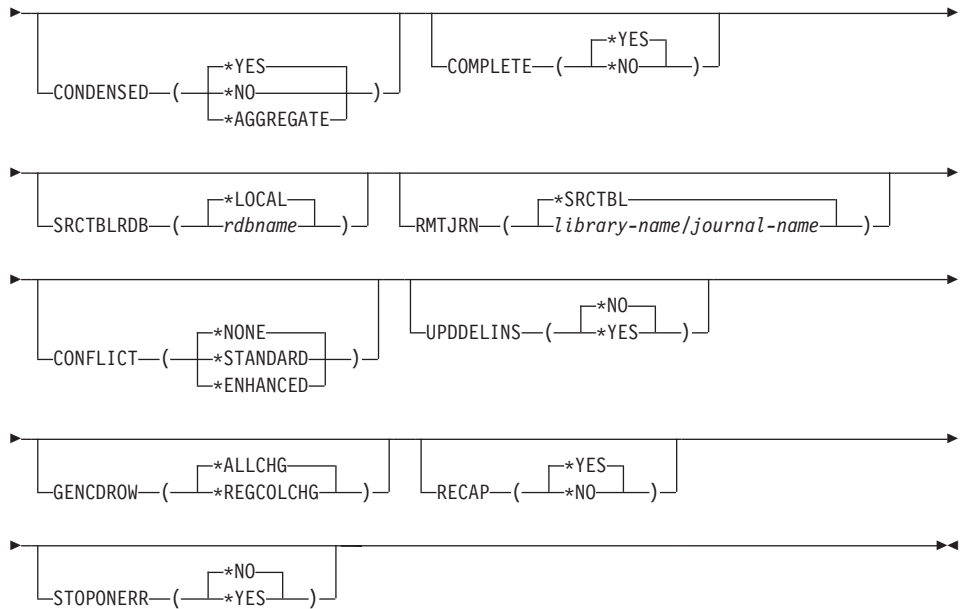 *YES
CONDENSED ( *NO )
*AGGREGATE
*YES
COMPLETE ( *NO )
*LOCAL
SRCTBLRDB ( rdbname )
*SRCTBL
RMTJRN ( library-name/journal-name )
*NONE
CONFLICT ( *STANDARD )
*ENHANCED
*NO
UPDDELINS ( *YES )
*ALLCHG
GENCDROW ( *REGCOLCHG )
*YES
RECAP ( *NO )
*NO
STOPONERR ( *YES )